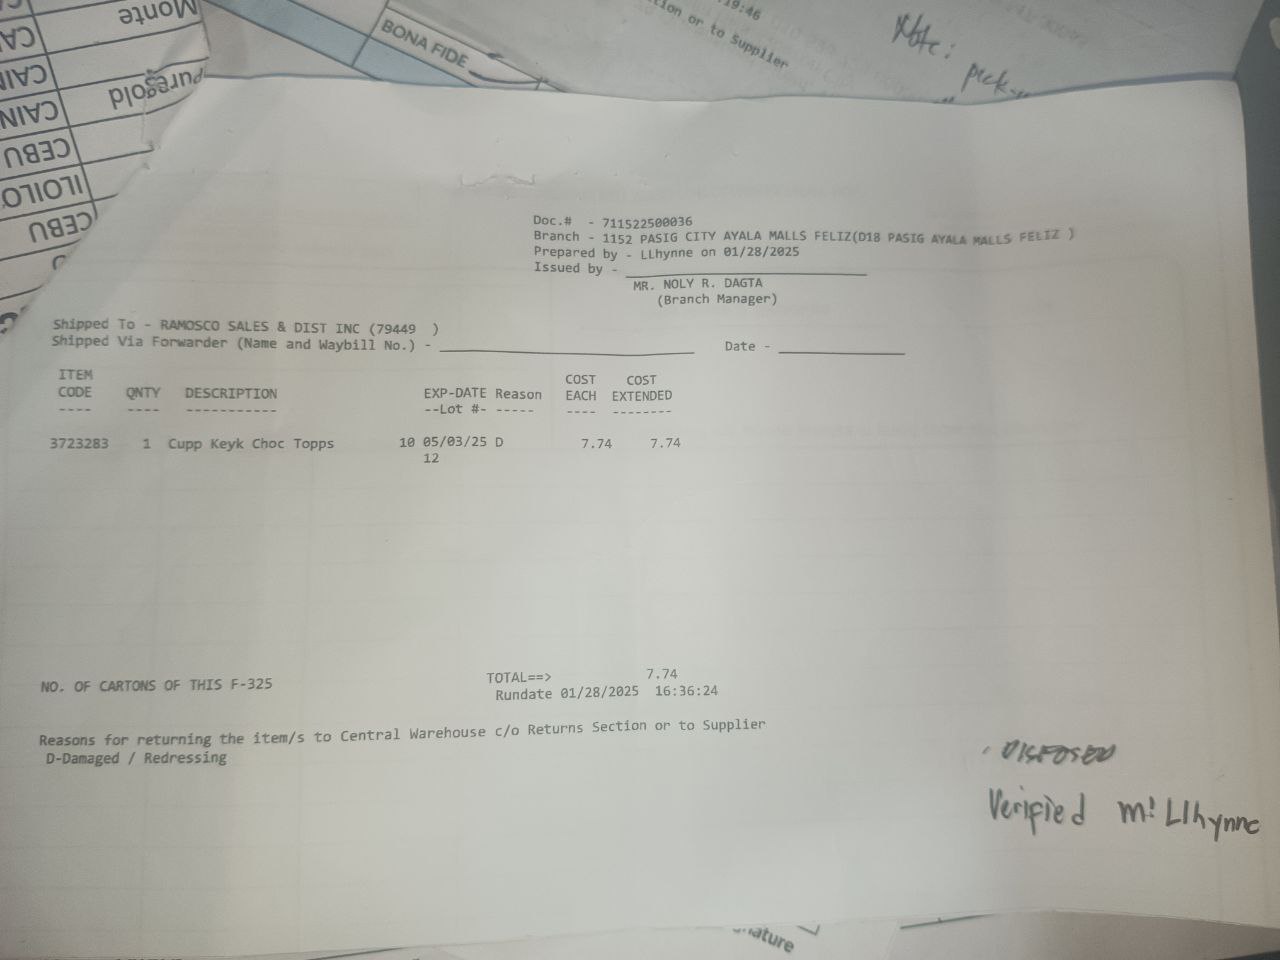 Monte
Puregold
CAIN
CAIN
CEBU
ILOILO
CEBU
BONA FIDE
19:46
tion or to Supplier
Note:
pick
Doc.#  - 711522500036
Branch - 1152 PASIG CITY AYALA MALLS FELIZ(D18 PASIG AYALA MALLS FELIZ )
Prepared by - LLhynne on 01/28/2025
Issued by -
MR. NOLY R. DAGTA
(Branch Manager)
Shipped To - RAMOSCO SALES & DIST INC (79449  )
Shipped Via Forwarder (Name and Waybill No.) - Date -
ITEM COST COST
CODE QNTY DESCRIPTION EXP-DATE Reason EACH EXTENDED
---- ---- ----------- --Lot #- ----- ---- --------
3723283 1 Cupp Keyk Choc Topps 10 05/03/25 D 7.74 7.74
12
NO. OF CARTONS OF THIS F-325 TOTAL==> 7.74
Rundate 01/28/2025 16:36:24
Reasons for returning the item/s to Central Warehouse c/o Returns Section or to Supplier
D-Damaged / Redressing
DISPOSED
Verified m' Llhynne
nature